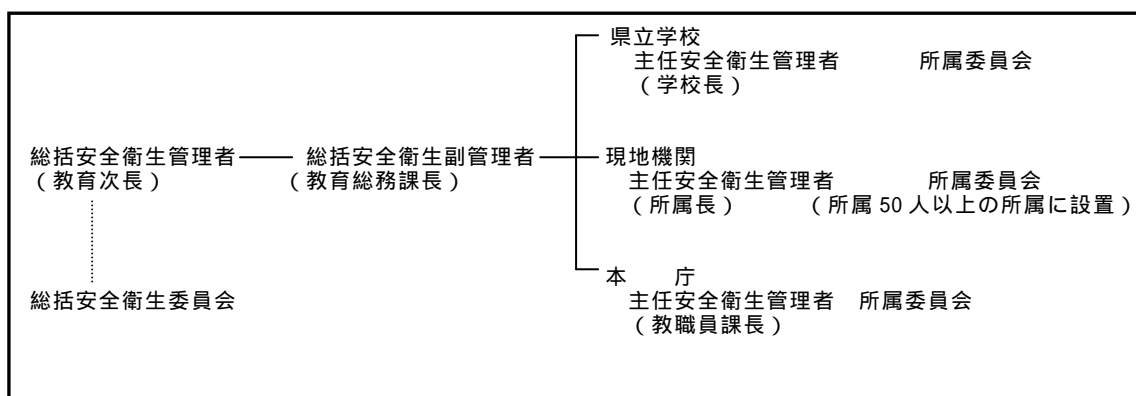 県立学校
主任安全衛生管理者 所属委員会
(学校長)
総括安全衛生管理者 総括安全衛生副管理者 現地機関
(教育次長) (教育総務課長) 主任安全衛生管理者 所属委員会
(所属長) (所属50人以上の所属に設置)
本 庁
総括安全衛生委員会 主任安全衛生管理者 所属委員会
(教職員課長)